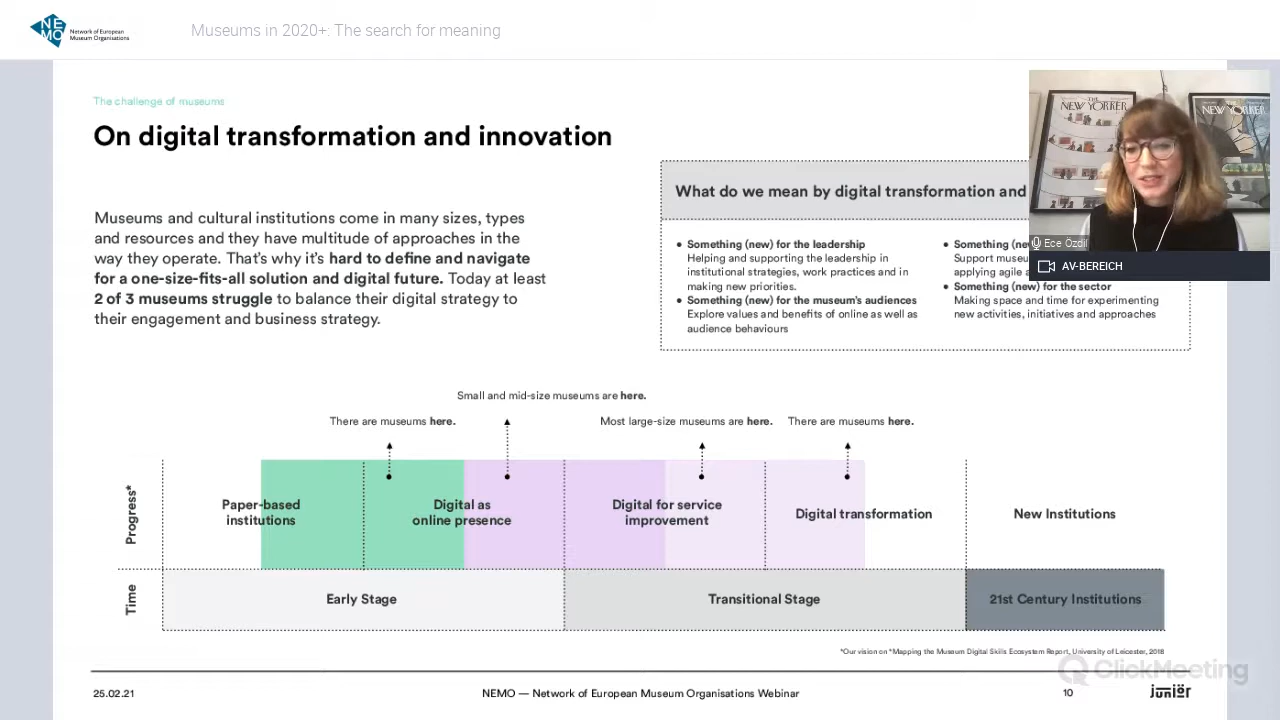 NE
MO
Network of European
Museum Organisations
Museums in 2020+: The search for meaning
The challenge of museums
On digital transformation and innovation
Museums and cultural institutions come in many sizes, types
and resources and they have multitude of approaches in the
way they operate. That's why it's hard to define and navigate
for a one-size-fits-all solution and digital future. Today at least
2 of 3 museums struggle to balance their digital strategy to
their engagement and business strategy.
What do we mean by digital transformation and
• Something (new) for the leadership
Helping and supporting the leadership in
institutional strategies, work practices and in
making new priorities.
• Something (new) for the museum's audiences
Explore values and benefits of online as well as
audience behaviours
• Something (ne
Support museu
applying agile a
• Something (new) for the sector
Making space and time for experimenting
new activities, initiatives and approaches
THE
NEW YORKER
NEW YORKER
Ece Özdil
AV-BEREICH
Small and mid-size museums are here.
There are museums here.
Most large-size museums are here.
There are museums here.
Progress*
Paper-based
institutions
Digital as
online presence
Digital for service
improvement
Digital transformation
New Institutions
Time
Early Stage
Transitional Stage
21st Century Institutions
*Our vision on *Mapping the Museum Digital Skills Ecosystem Report, University of Leicester, 2018
ClickMeeting
25.02.21
NEMO — Network of European Museum Organisations Webinar
10
junior